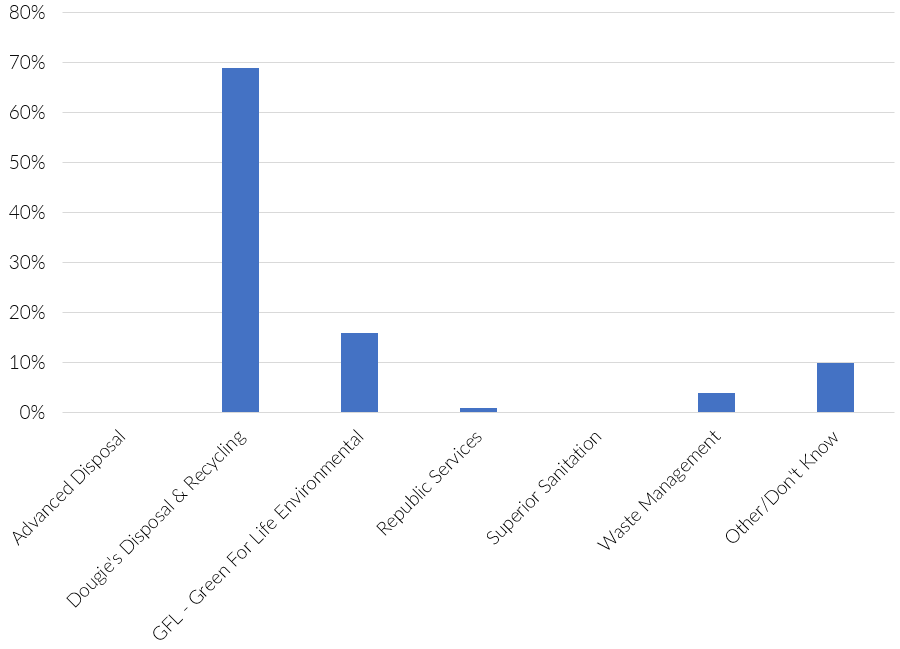 80%
70%
60%
50%
40%
30%
20%
10%
0%
Advanced Disposal
Dougie's Disposal & Recycling
GFL - Green For Life Environmental
Republic Services
Superior Sanitation
Waste Management
Other/Don't Know